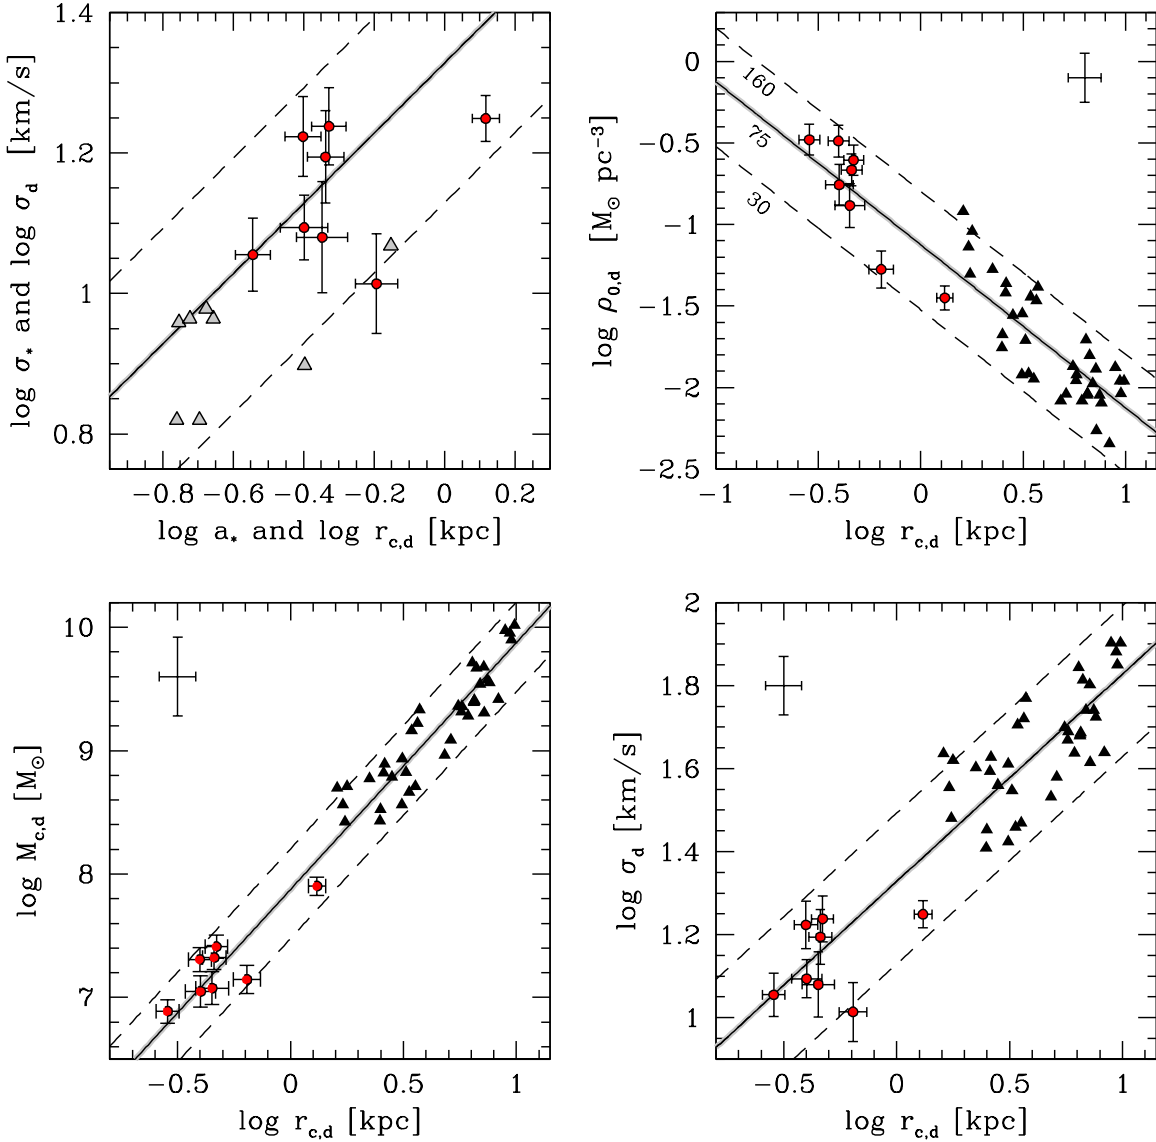 1.4
1.2
1
0.8
log σ* and log σd [km/s]
−0.8 −0.6 −0.4 −0.2 0 0.2
log a* and log rc,d [kpc]
0
−0.5
−1
−1.5
−2
−2.5
log ρ0,d [M⊙ pc−3]
160
75
30
−1 −0.5 0 0.5 1
log rc,d [kpc]
10
9
8
7
log Mc,d [M⊙]
−0.5 0 0.5 1
log rc,d [kpc]
2
1.8
1.6
1.4
1.2
1
log σd [km/s]
−0.5 0 0.5 1
log rc,d [kpc]